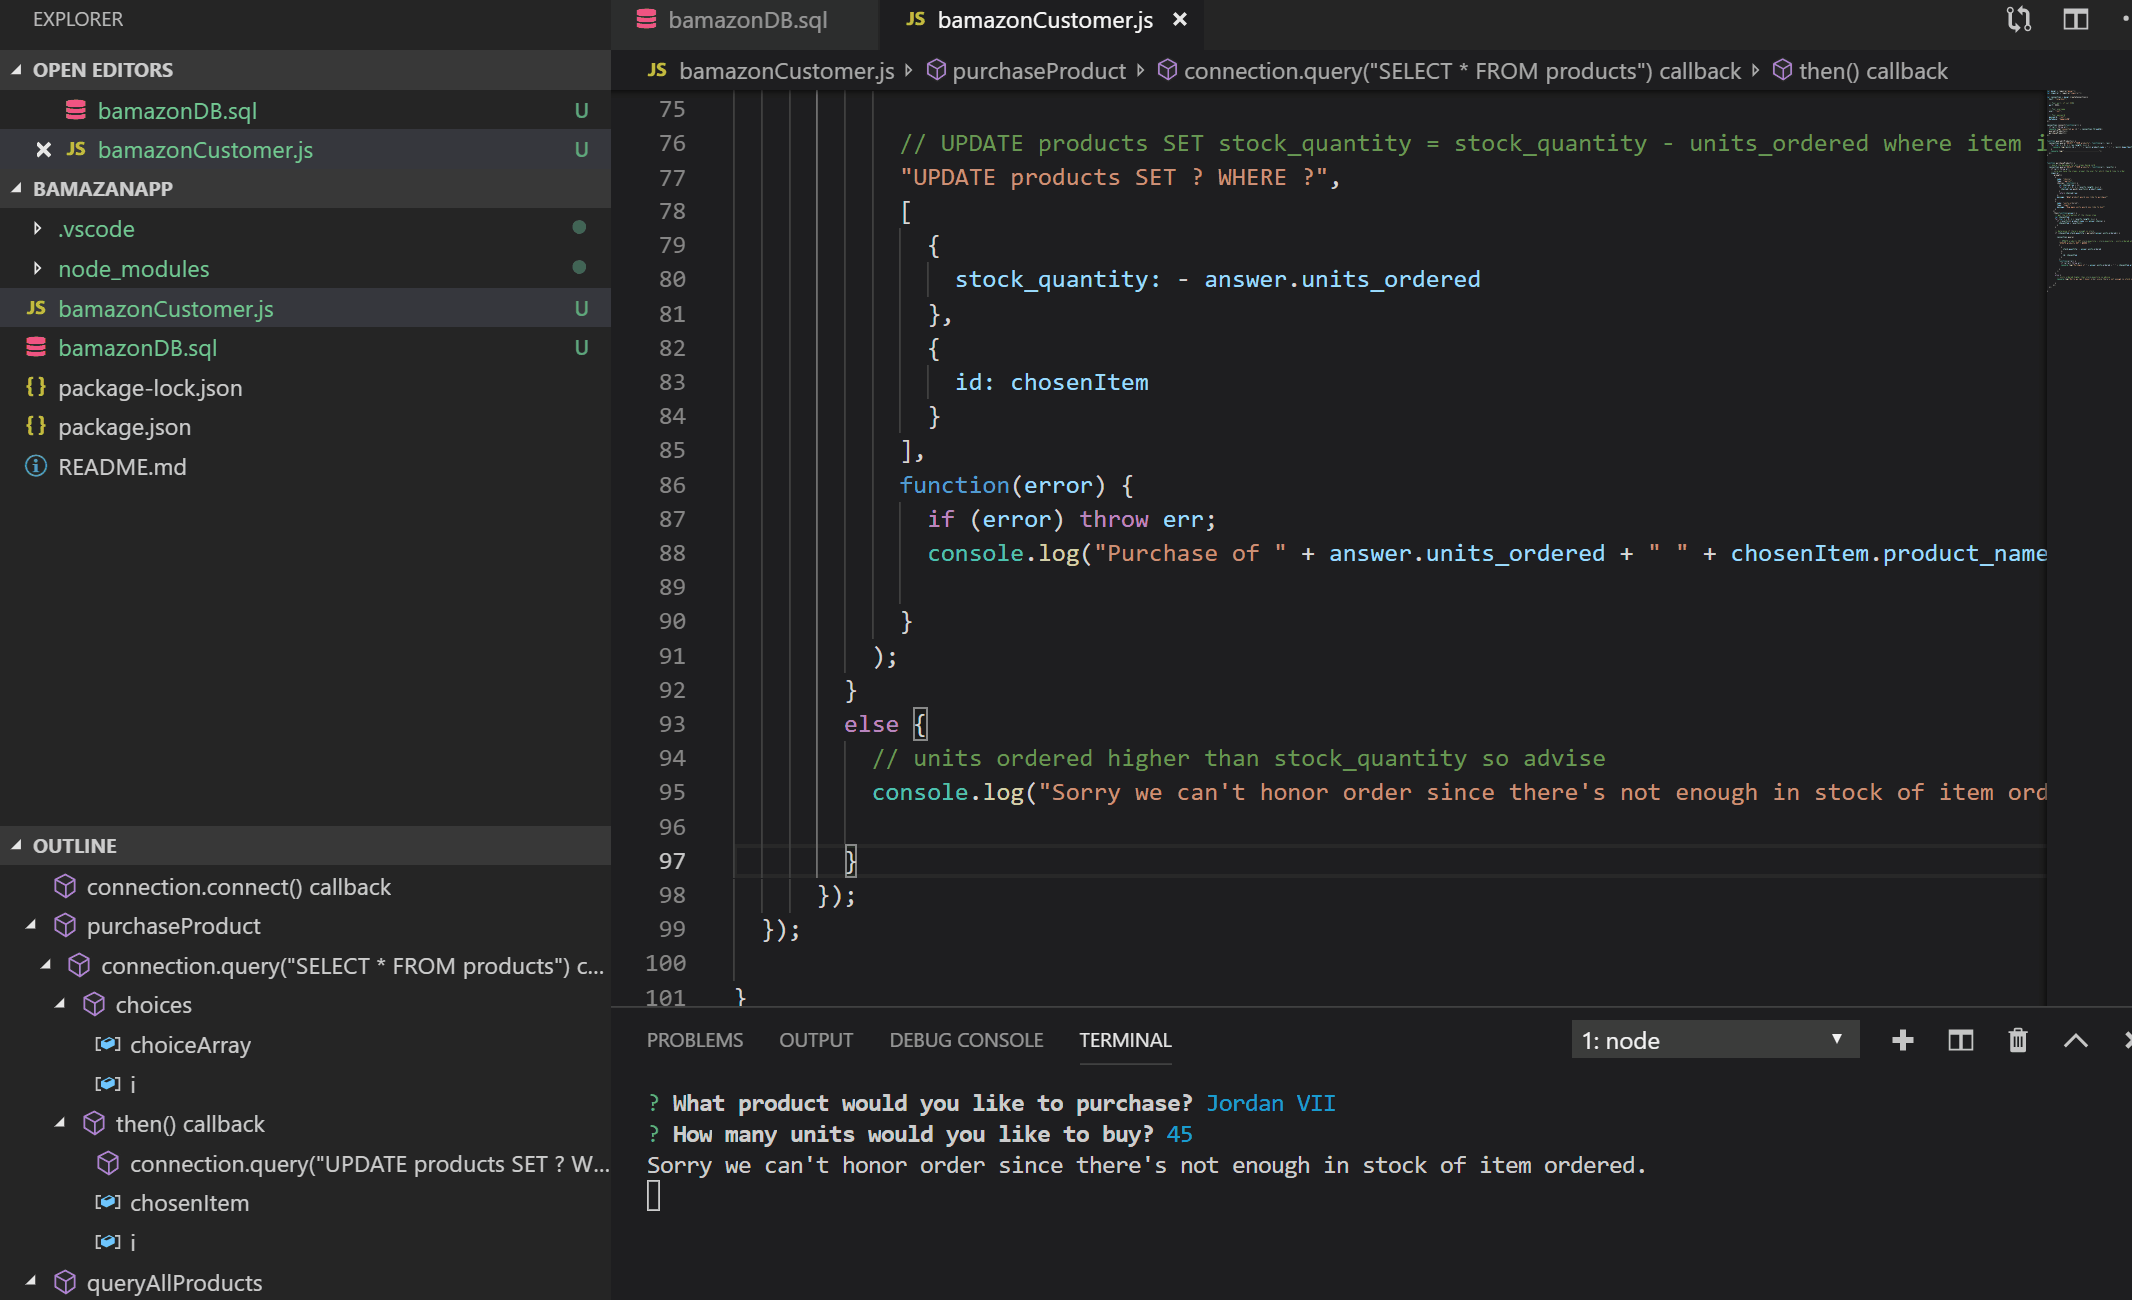 EXPLORER
OPEN EDITORS
bamazonDB.sql U
JS bamazonCustomer.js U
BAMAZANAPP
.vscode
node_modules
JS bamazonCustomer.js U
bamazonDB.sql U
{} package-lock.json
{} package.json
README.md
OUTLINE
connection.connect() callback
purchaseProduct
connection.query("SELECT * FROM products") c...
choices
choiceArray
i
then() callback
connection.query("UPDATE products SET ? W...
chosenItem
i
queryAllProducts
bamazonDB.sql JS bamazonCustomer.js
JS bamazonCustomer.js purchaseProduct connection.query("SELECT * FROM products") callback then() callback
75
76 // UPDATE products SET stock_quantity = stock_quantity - units_ordered where item i
77 "UPDATE products SET ? WHERE ?",
78 [
79 {
80 stock_quantity: - answer.units_ordered
81 },
82 {
83 id: chosenItem
84 }
85 ],
86 function(error) {
87 if (error) throw err;
88 console.log("Purchase of " + answer.units_ordered + " " + chosenItem.product_name
89
90 }
91 );
92 }
93 else {
94 // units ordered higher than stock_quantity so advise
95 console.log("Sorry we can't honor order since there's not enough in stock of item ord
96
97 }
98 });
99 });
100
101 }
PROBLEMS OUTPUT DEBUG CONSOLE TERMINAL 1: node
? What product would you like to purchase? Jordan VII
? How many units would you like to buy? 45
Sorry we can't honor order since there's not enough in stock of item ordered.